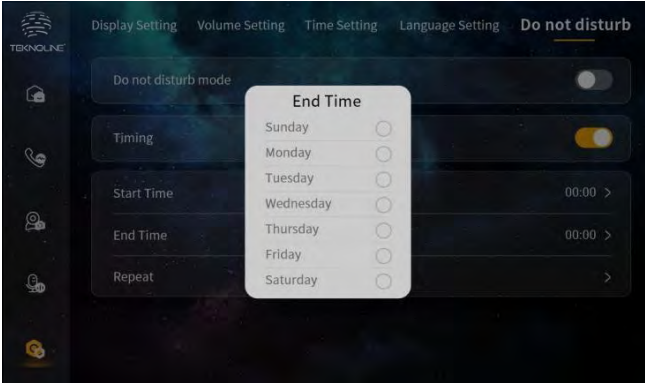 Display Setting Volume Setting Time Setting Language Setting Do not disturb
TEKNOLINE
Do not disturb mode
End Time
Sunday
Timing
Monday
Tuesday
Start Time 00:00 >
Wednesday
Thursday
End Time 00:00 >
Friday
Repeat >
Saturday